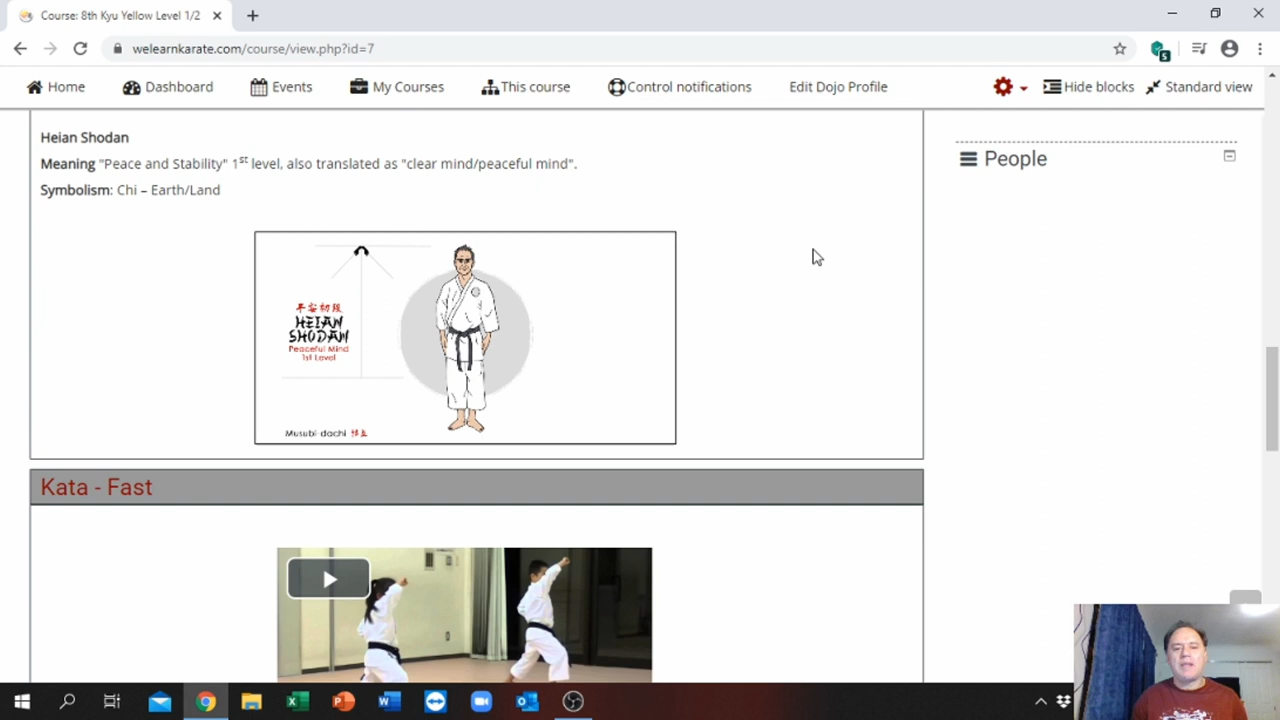 Course: 8th Kyu Yellow Level 1/2
welearnkarate.com/course/view.php?id=7
5
Home Dashboard Events My Courses This course Control notifications Edit Dojo Profile Hide blocks Standard view
Heian Shodan
Meaning "Peace and Stability" 1st level, also translated as "clear mind/peaceful mind".
Symbolism: Chi – Earth/Land
People
平安初段
HEIAN
SHODAN
Peaceful Mind
1st Level
Musubi-dachi 結立
Kata - Fast